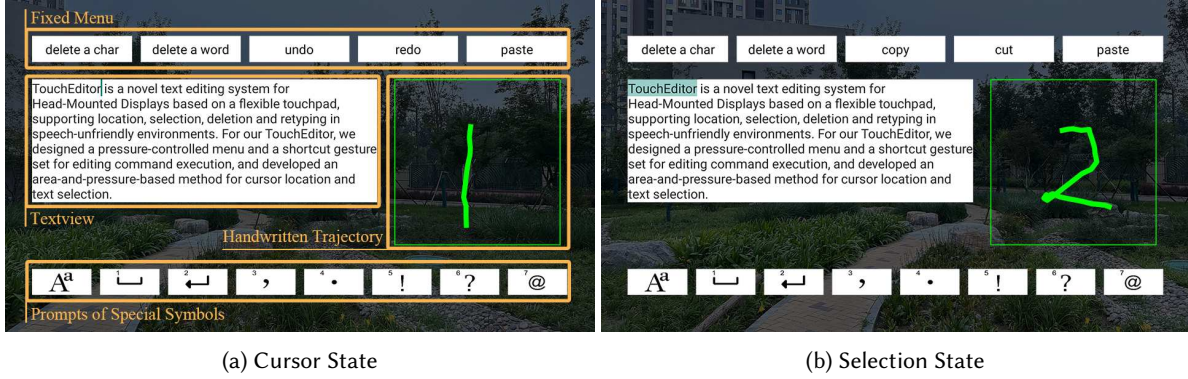 Fixed Menu
delete a char
delete a word
undo
redo
paste
TouchEditor is a novel text editing system for
Head-Mounted Displays based on a flexible touchpad,
supporting location, selection, deletion and retyping in
speech-unfriendly environments. For our TouchEditor, we
designed a pressure-controlled menu and a shortcut gesture
set for editing command execution, and developed an
area-and-pressure-based method for cursor location and
text selection.
Textview
1
Handwritten Trajectory
Aa
1
2
3 ,
4 .
5 !
6 ?
7 @
Prompts of Special Symbols
(a) Cursor State
delete a char
delete a word
copy
cut
paste
TouchEditor is a novel text editing system for
Head-Mounted Displays based on a flexible touchpad,
supporting location, selection, deletion and retyping in
speech-unfriendly environments. For our TouchEditor, we
designed a pressure-controlled menu and a shortcut gesture
set for editing command execution, and developed an
area-and-pressure-based method for cursor location and
text selection.
2
Aa
1
2
3 ,
4 .
5 !
6 ?
7 @
(b) Selection State